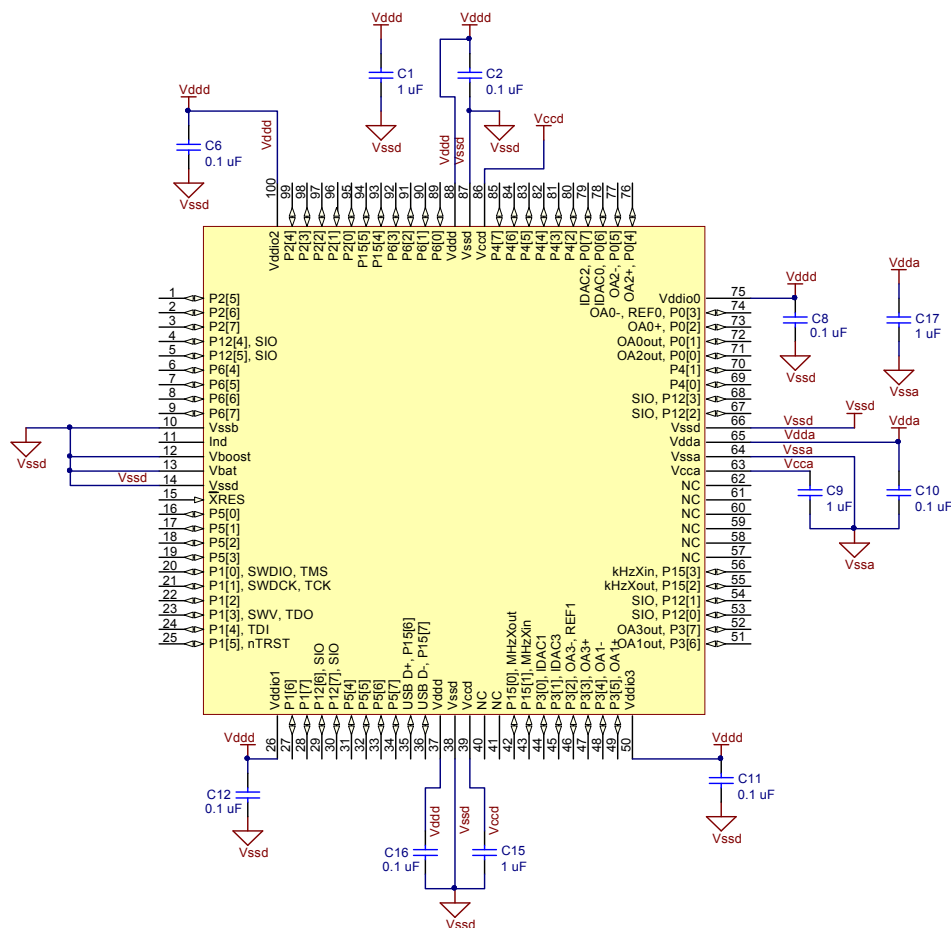 Vddd
C1
1 uF
Vssd
Vddd
C2
0.1 uF
Vssd
Vddd
C6
0.1 uF
Vssd
Vddd
Vddd
Vssd
Vccd
100
99
98
97
96
95
94
93
92
91
90
89
88
87
86
85
84
83
82
81
80
79
78
77
76
Vddio2
P2[4]
P2[3]
P2[2]
P2[1]
P2[0]
P15[5]
P15[4]
P6[3]
P6[2]
P6[1]
P6[0]
Vddd
Vssd
Vccd
P4[7]
P4[6]
P4[5]
P4[4]
P4[3]
P4[2]
IDAC2, P0[7]
IDAC0, P0[6]
OA2-, P0[5]
OA2+, P0[4]
1 P2[5]
2 P2[6]
3 P2[7]
4 P12[4], SIO
5 P12[5], SIO
6 P6[4]
7 P6[5]
8 P6[6]
9 P6[7]
10 Vssb
11 Ind
12 Vboost
13 Vbat
14 Vssd
15 XRES
16 P5[0]
17 P5[1]
18 P5[2]
19 P5[3]
20 P1[0], SWDIO, TMS
21 P1[1], SWDCK, TCK
22 P1[2]
23 P1[3], SWV, TDO
24 P1[4], TDI
25 P1[5], nTRST
Vssd
Vssd
Vddio0 75
OA0-, REF0, P0[3] 74
OA0+, P0[2] 73
OA0out, P0[1] 72
OA2out, P0[0] 71
P4[1] 70
P4[0] 69
SIO, P12[3] 68
SIO, P12[2] 67
Vssd 66
Vdda 65
Vssa 64
Vcca 63
NC 62
NC 61
NC 60
NC 59
NC 58
NC 57
kHzXin, P15[3] 56
kHzXout, P15[2] 55
SIO, P12[1] 54
SIO, P12[0] 53
OA3out, P3[7] 52
OA1out, P3[6] 51
Vddd
C8
0.1 uF
Vssd
Vdda
C17
1 uF
Vssa
Vssd
Vssd
Vdda
Vdda
Vssa
Vcca
C9
1 uF
C10
0.1 uF
Vssa
Vddio1
P1[6]
P1[7]
P12[6], SIO
P12[7], SIO
P5[4]
P5[5]
P5[6]
P5[7]
USB D+, P15[6]
USB D-, P15[7]
Vddd
Vssd
Vccd
NC
NC
P15[0], MHzXout
P15[1], MHzXin
P3[0], IDAC1
P3[1], IDAC3
P3[2], OA3-, REF1
P3[3], OA3+
P3[4], OA1-
P3[5], OA1+
Vddio3
26
27
28
29
30
31
32
33
34
35
36
37
38
39
40
41
42
43
44
45
46
47
48
49
50
Vddd
C12
0.1 uF
Vssd
Vddd
Vssd
Vccd
C16
0.1 uF
C15
1 uF
Vssd
Vddd
C11
0.1 uF
Vssd